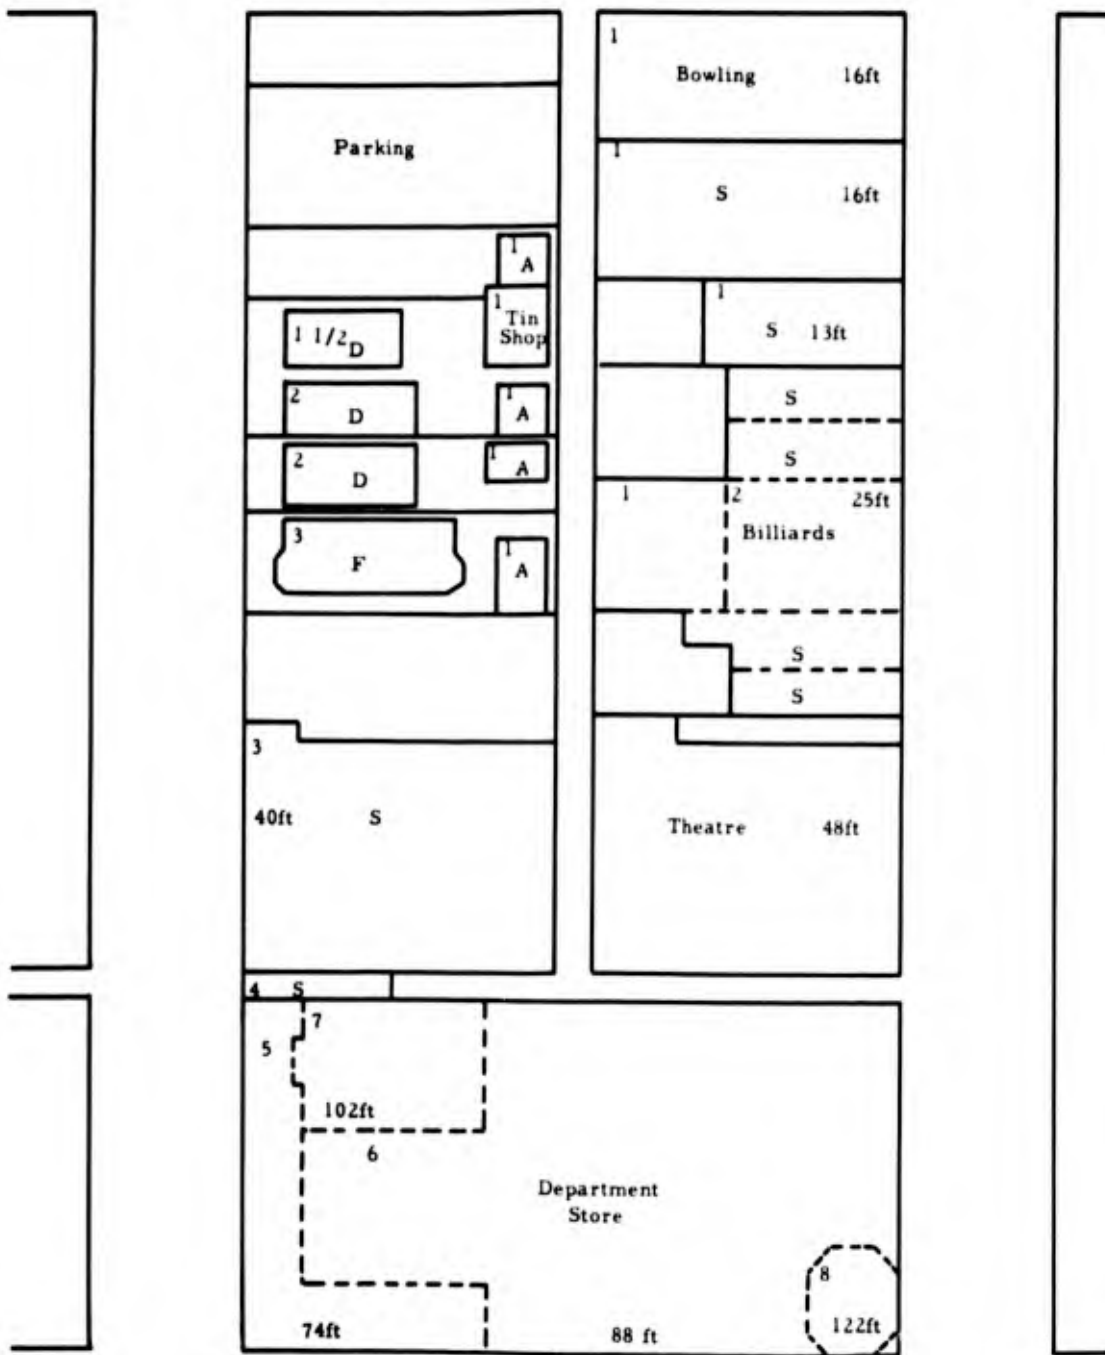 Parking
1
A
1
Tin
Shop
1 1/2 D
2
D
1
A
2
D
1
A
3
F
1
A
3
40ft S
1
Bowling 16ft
1
S 16ft
1
S 13ft
S
S
1 2 25ft
Billiards
S
S
Theatre 48ft
4 S
7
5
102ft
6
Department
Store
8
74ft 88 ft 122ft